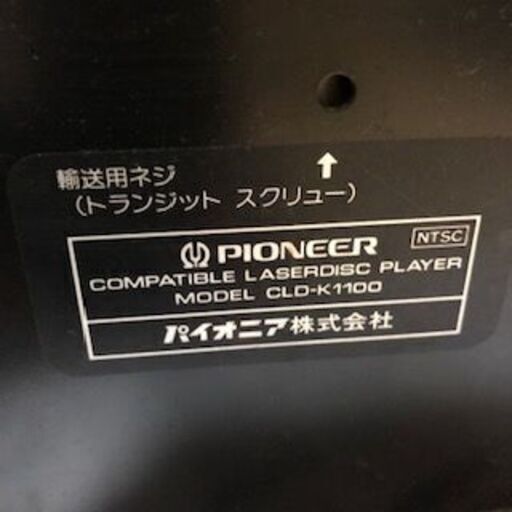 輸送用ネジ
(トランジット スクリュー)
PIONEER
NTSC
COMPATIBLE LASERDISC PLAYER
MODEL CLD-K1100
パイオニア株式会社